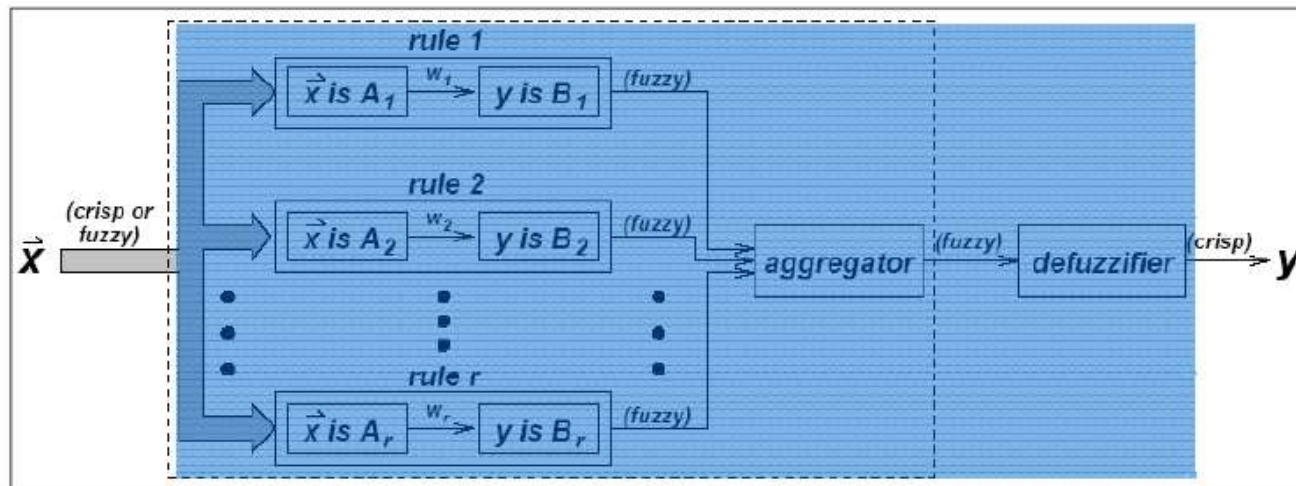 rule 1
x⃗ is A₁ w₁ y is B₁ (fuzzy)
rule 2
(crisp or
fuzzy)
x⃗ is A₂ w₂ y is B₂ (fuzzy)
x⃗
aggregator (fuzzy) defuzzifier (crisp) y
rule r
x⃗ is Aᵣ wᵣ y is Bᵣ (fuzzy)